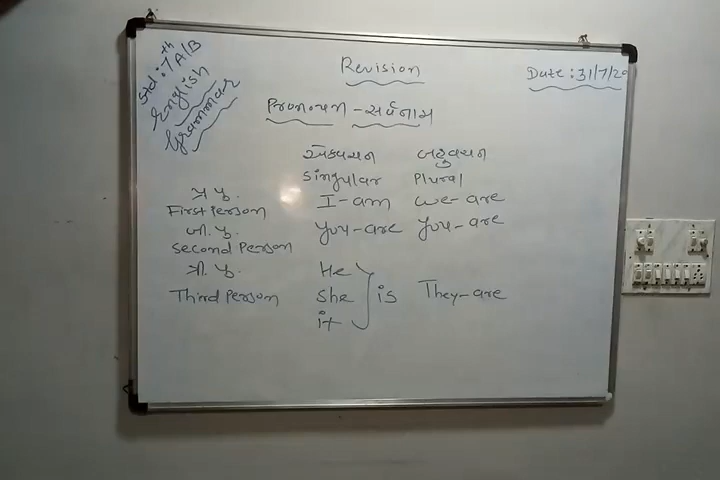 Std : 7th A/B
English
Grammar
Revision
Date : 31/7/20
Pronoun - સર્વનામ
એકવચન બહુવચન
Singular Plural
પ્ર પુ. I - am we - are
First Person
બી. પુ. You - are You - are
Second Person
ત્રી. પુ. He
Third Person She } is They - are
it